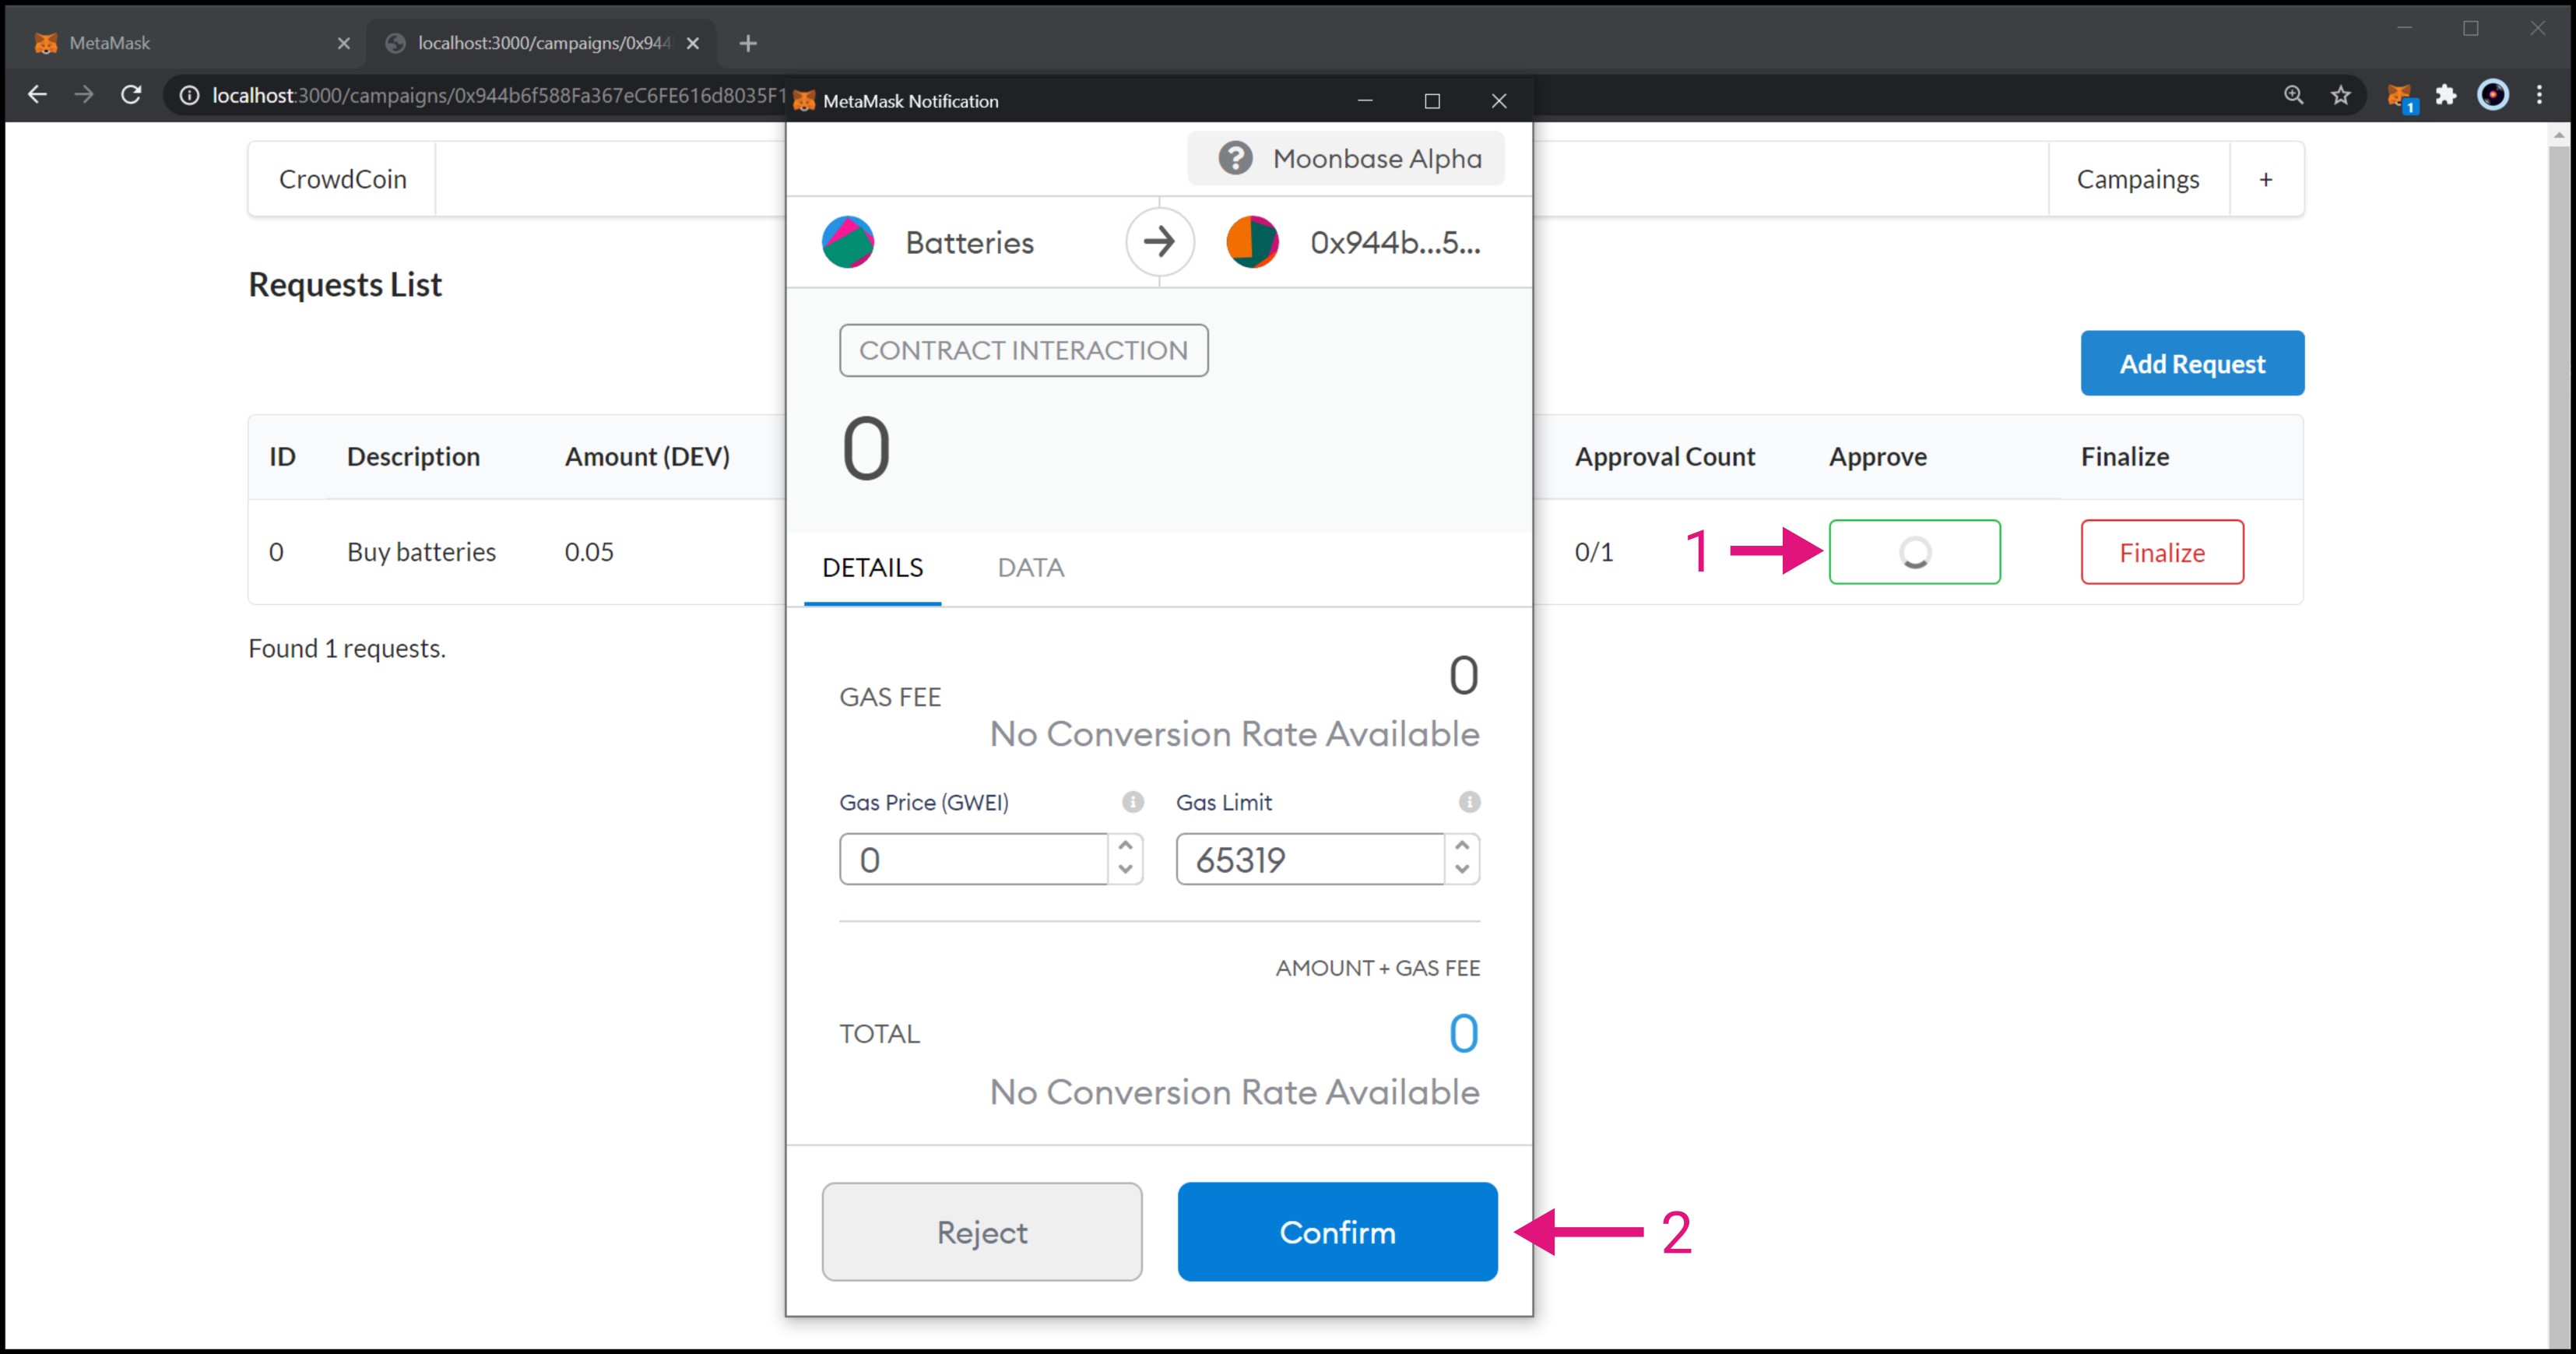 MetaMask
localhost:3000/campaigns/0x944
localhost:3000/campaigns/0x944b6f588Fa367eC6FE616d8035F1
1
MetaMask Notification
Moonbase Alpha
CrowdCoin
Campaings
+
Batteries
0x944b...5...
Requests List
CONTRACT INTERACTION
Add Request
0
ID Description Amount (DEV) Approval Count Approve Finalize
0 Buy batteries 0.05 0/1 1 Finalize
DETAILS DATA
Found 1 requests.
GAS FEE 0
No Conversion Rate Available
Gas Price (GWEI) Gas Limit
0 65319
AMOUNT + GAS FEE
TOTAL 0
No Conversion Rate Available
Reject Confirm 2